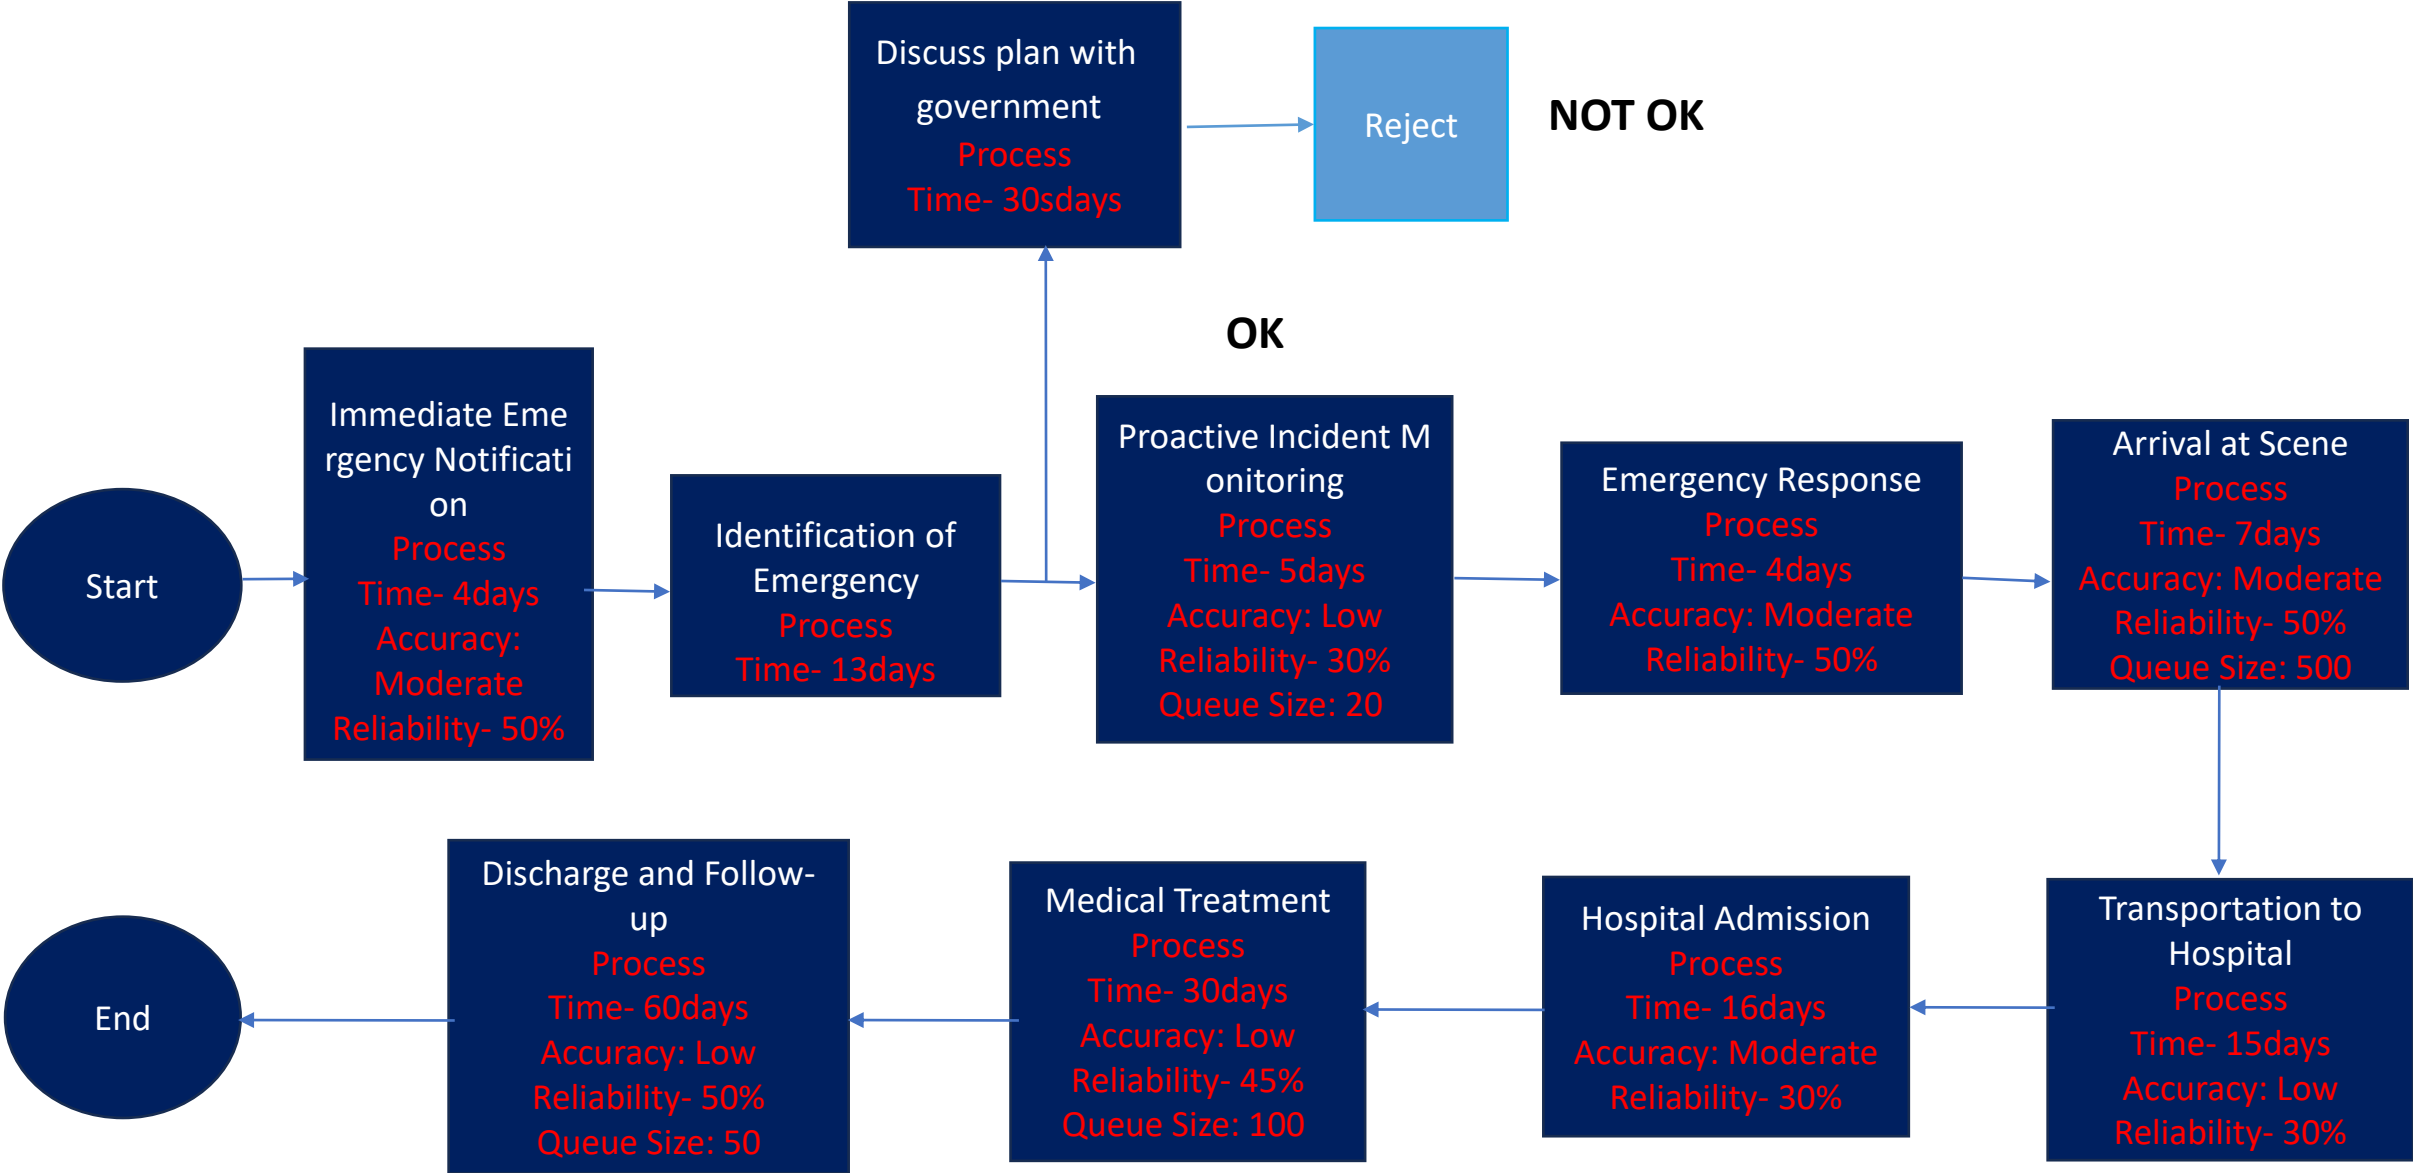 Discuss plan with
government
Process
Time- 30sdays
Reject
NOT OK
OK
Start
Immediate Eme
rgency Notificati
on
Process
Time- 4days
Accuracy:
Moderate
Reliability- 50%
Identification of
Emergency
Process
Time- 13days
Proactive Incident M
onitoring
Process
Time- 5days
Accuracy: Low
Reliability- 30%
Queue Size: 20
Emergency Response
Process
Time- 4days
Accuracy: Moderate
Reliability- 50%
Arrival at Scene
Process
Time- 7days
Accuracy: Moderate
Reliability- 50%
Queue Size: 500
Transportation to
Hospital
Process
Time- 15days
Accuracy: Low
Reliability- 30%
Hospital Admission
Process
Time- 16days
Accuracy: Moderate
Reliability- 30%
Medical Treatment
Process
Time- 30days
Accuracy: Low
Reliability- 45%
Queue Size: 100
Discharge and Follow-
up
Process
Time- 60days
Accuracy: Low
Reliability- 50%
Queue Size: 50
End